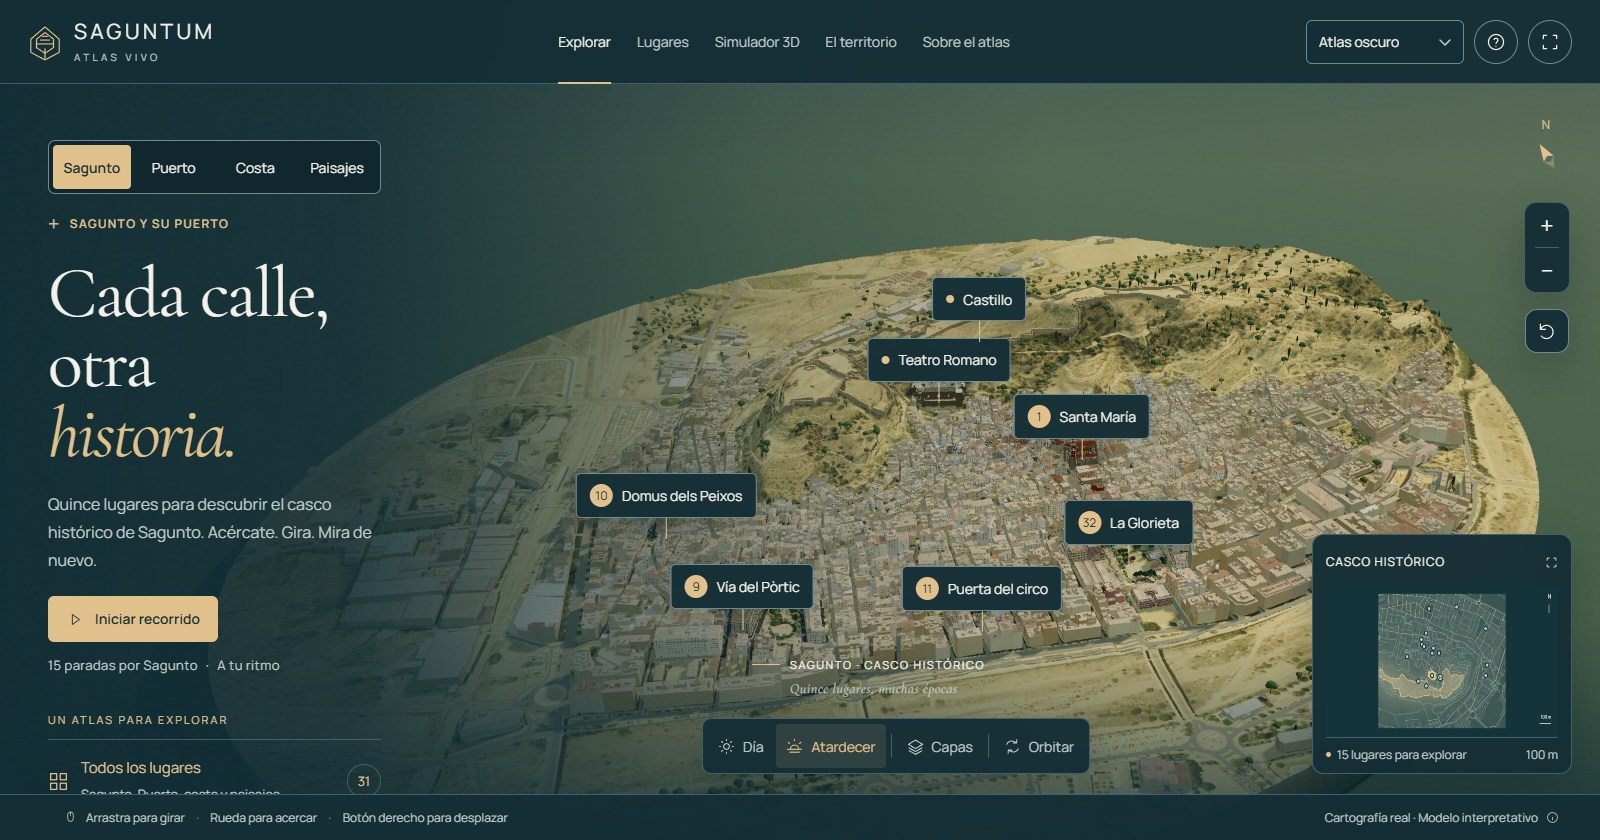 SAGUNTUM
ATLAS VIVO
Explorar
Lugares
Simulador 3D
El territorio
Sobre el atlas
Atlas oscuro
N
Sagunto
Puerto
Costa
Paisajes
SAGUNTO Y SU PUERTO
Cada calle,
otra
historia.
Quince lugares para descubrir el casco
histórico de Sagunto. Acércate. Gira. Mira de
nuevo.
Iniciar recorrido
15 paradas por Sagunto · A tu ritmo
UN ATLAS PARA EXPLORAR
Todos los lugares
31
Sagunto, Puerto, costa y paisajes
Castillo
Teatro Romano
1 Santa María
10 Domus dels Peixos
32 La Glorieta
9 Vía del Pòrtic
11 Puerta del circo
SAGUNTO · CASCO HISTÓRICO
Quince lugares, muchas épocas
Día
Atardecer
Capas
Orbitar
CASCO HISTÓRICO
15 lugares para explorar
100 m
Arrastra para girar · Rueda para acercar · Botón derecho para desplazar
Cartografía real · Modelo interpretativo